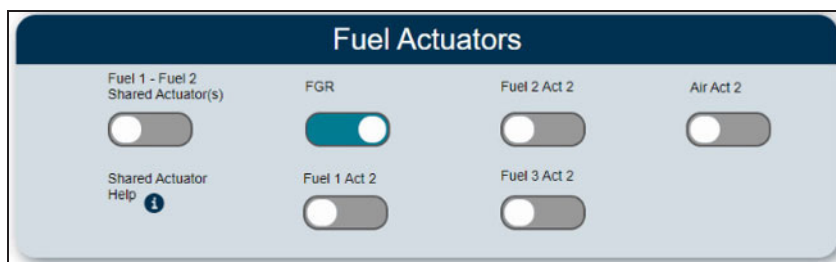 Fuel Actuators
Fuel 1 - Fuel 2
Shared Actuator(s)
FGR
Fuel 2 Act 2
Air Act 2
Shared Actuator
Help
Fuel 1 Act 2
Fuel 3 Act 2